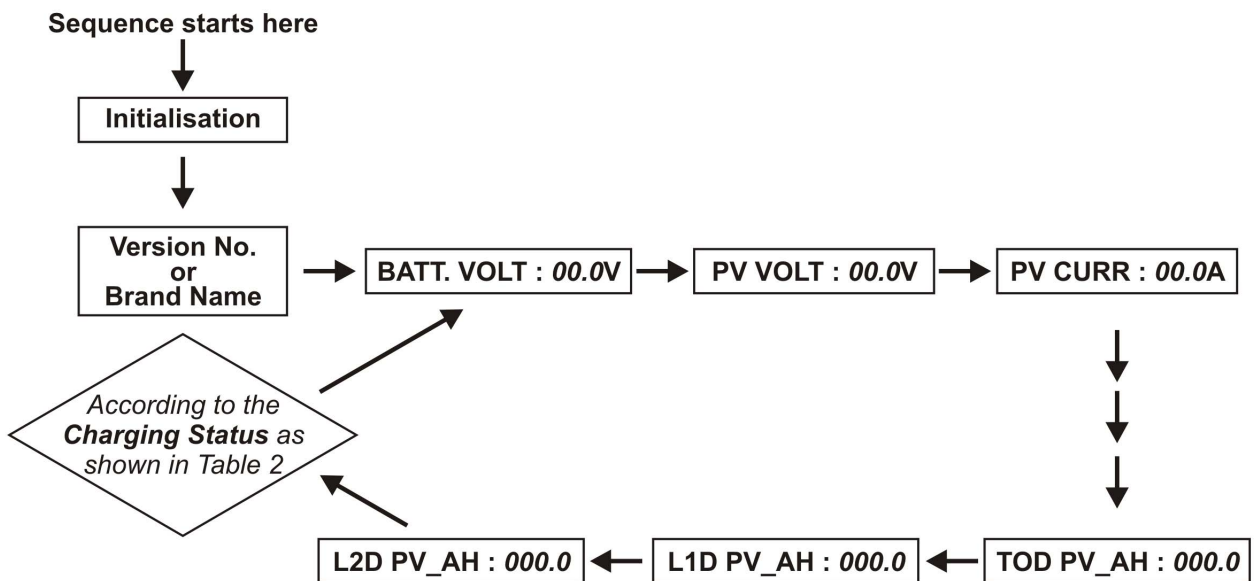 Sequence starts here
Initialisation
Version No.
or
Brand Name
BATT. VOLT : 00.0V
PV VOLT : 00.0V
PV CURR : 00.0A
TOD PV_AH : 000.0
L1D PV_AH : 000.0
L2D PV_AH : 000.0
According to the
Charging Status as
shown in Table 2